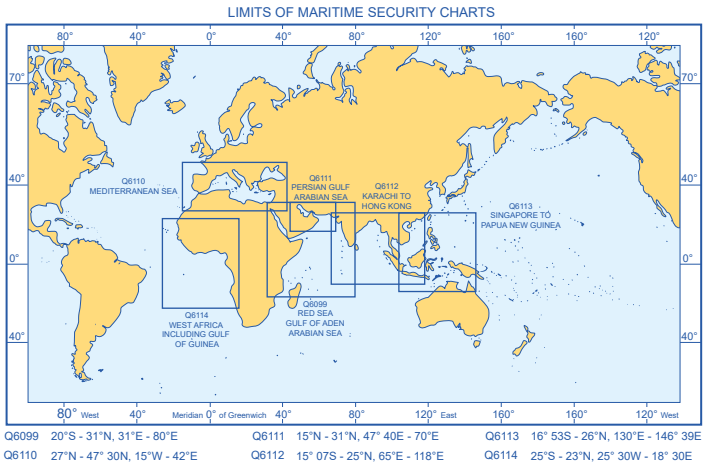 LIMITS OF MARITIME SECURITY CHARTS
80° 40° 0° 40° 80° 120° 160° 160° 120°
70° 70°
Q6110
MEDITERRANEAN SEA
Q6111
PERSIAN GULF
ARABIAN SEA
Q6112
KARACHI TO
HONG KONG
40° 40°
Q6113
SINGAPORE TO
PAPUA NEW GUINEA
0° 0°
Q6099
RED SEA
GULF OF ADEN
ARABIAN SEA
Q6114
WEST AFRICA
INCLUDING GULF
OF GUINEA
40° 40°
80° West 40° Meridian 0° of Greenwich 40° 80° 120° East 160° 160° 120° West
Q6099 20°S - 31°N, 31°E - 80°E Q6111 15°N - 31°N, 47° 40E - 70°E Q6113 16° 53S - 26°N, 130°E - 146° 39E
Q6110 27°N - 47° 30N, 15°W - 42°E Q6112 15° 07S - 25°N, 65°E - 118°E Q6114 25°S - 23°N, 25° 30W - 18° 30E